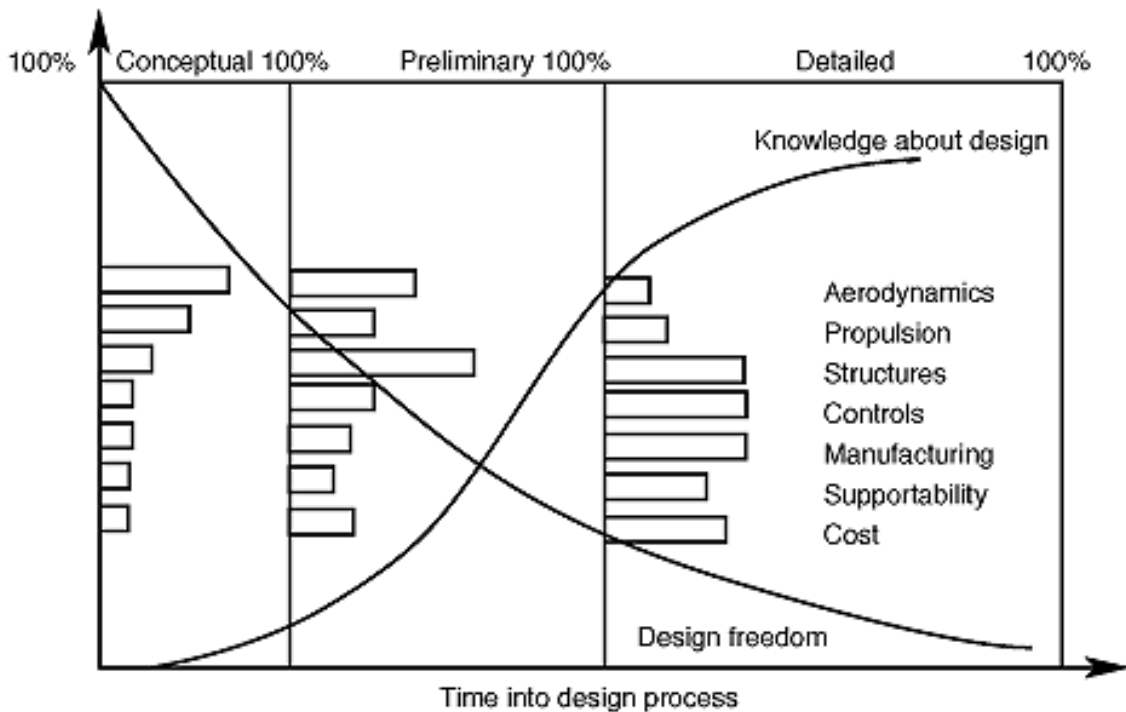 100% Conceptual 100% Preliminary 100% Detailed 100%
Knowledge about design
Aerodynamics
Propulsion
Structures
Controls
Manufacturing
Supportability
Cost
Design freedom
Time into design process